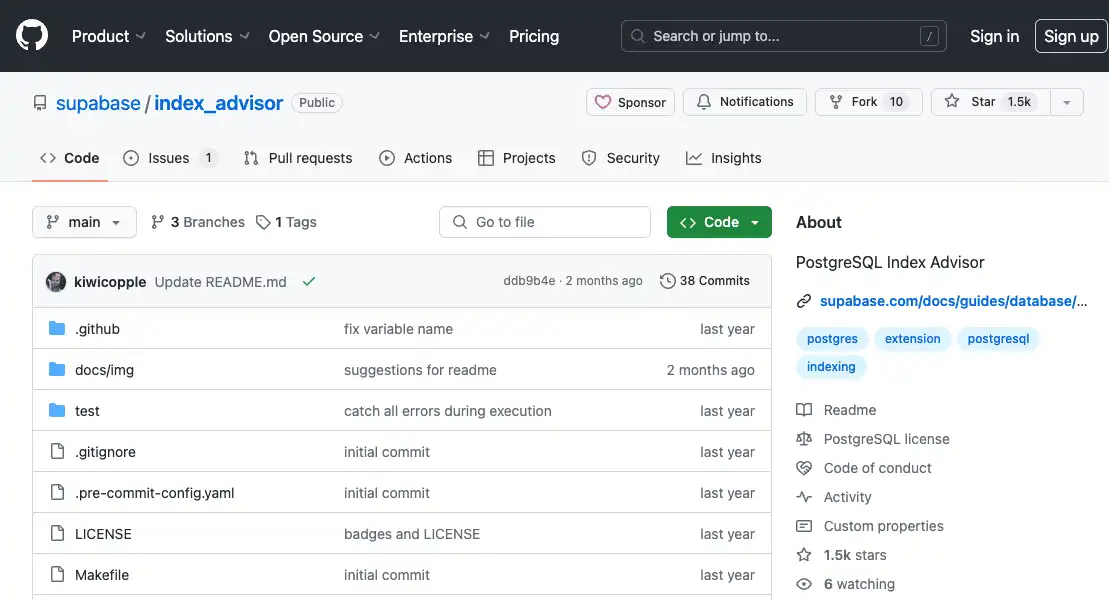 Product Solutions Open Source Enterprise Pricing Search or jump to... / Sign in Sign up
supabase / index_advisor Public Sponsor Notifications Fork 10 Star 1.5k
Code Issues 1 Pull requests Actions Projects Security Insights
main 3 Branches 1 Tags Go to file Code
kiwicopple Update README.md ddb9b4e · 2 months ago 38 Commits
.github fix variable name last year
docs/img suggestions for readme 2 months ago
test catch all errors during execution last year
.gitignore initial commit last year
.pre-commit-config.yaml initial commit last year
LICENSE badges and LICENSE last year
Makefile initial commit last year
About
PostgreSQL Index Advisor
supabase.com/docs/guides/database/...
postgres extension postgresql
indexing
Readme
PostgreSQL license
Code of conduct
Activity
Custom properties
1.5k stars
6 watching